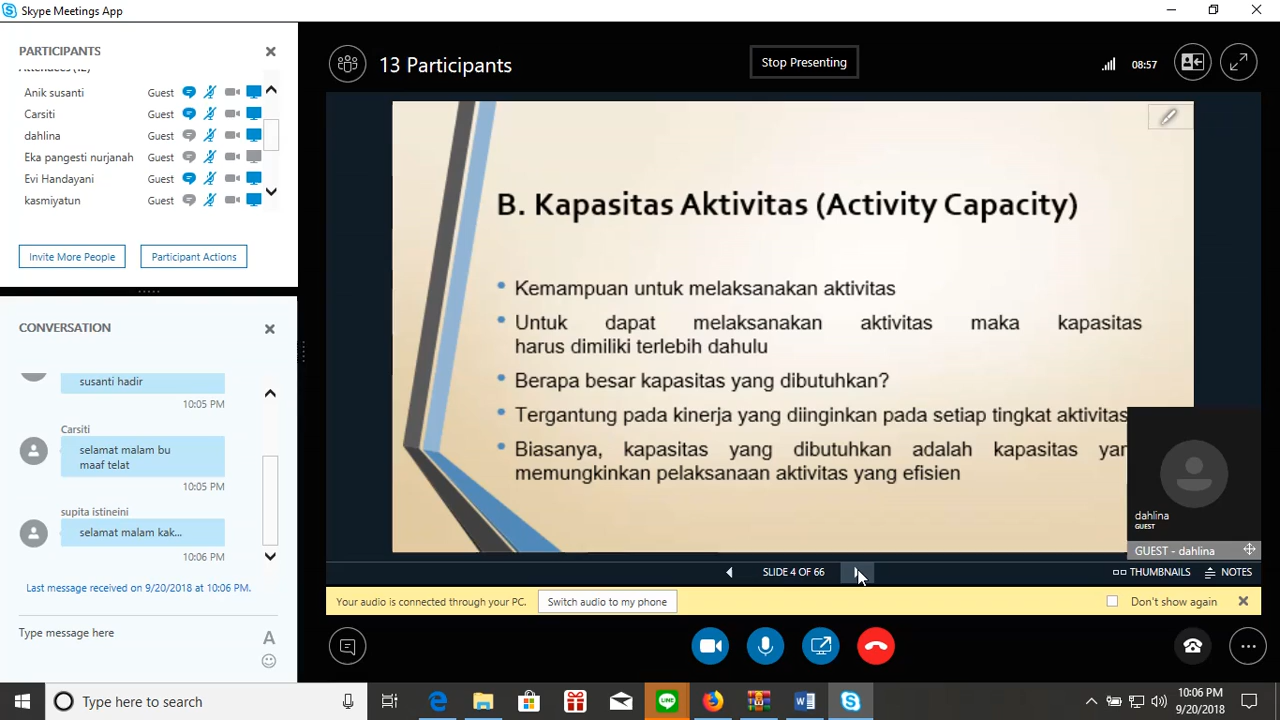 Skype Meetings App
PARTICIPANTS
Anik susanti Guest
Carsiti Guest
dahlina Guest
Eka pangesti nurjanah Guest
Evi Handayani Guest
kasmiyatun Guest
Invite More People Participant Actions
CONVERSATION
susanti hadir
10:05 PM
Carsiti
selamat malam bu
maaf telat
10:05 PM
supita istineini
selamat malam kak...
10:06 PM
Last message received on 9/20/2018 at 10:06 PM.
Type message here
A
13 Participants
Stop Presenting
08:57
B. Kapasitas Aktivitas (Activity Capacity)
• Kemampuan untuk melaksanakan aktivitas
• Untuk dapat melaksanakan aktivitas maka kapasitas
harus dimiliki terlebih dahulu
• Berapa besar kapasitas yang dibutuhkan?
• Tergantung pada kinerja yang diinginkan pada setiap tingkat aktivitas
• Biasanya, kapasitas yang dibutuhkan adalah kapasitas
memungkinkan pelaksanaan aktivitas yang efisien
dahlina
GUEST
GUEST - dahlina
SLIDE 4 OF 66
THUMBNAILS NOTES
Your audio is connected through your PC. Switch audio to my phone Don't show again
Type here to search
10:06 PM
9/20/2018